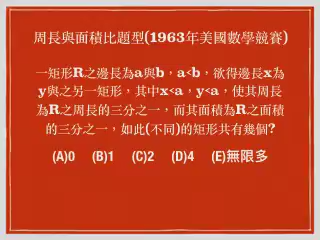 周長與面積比題型(1963年美國數學競賽)
一矩形R之邊長為a與b，a<b，欲得邊長x為
y與之另一矩形，其中x<a，y<a，使其周長
為R之周長的三分之一，而其面積為R之面積
的三分之一，如此(不同)的矩形共有幾個?
(A)0 (B)1 (C)2 (D)4 (E)無限多